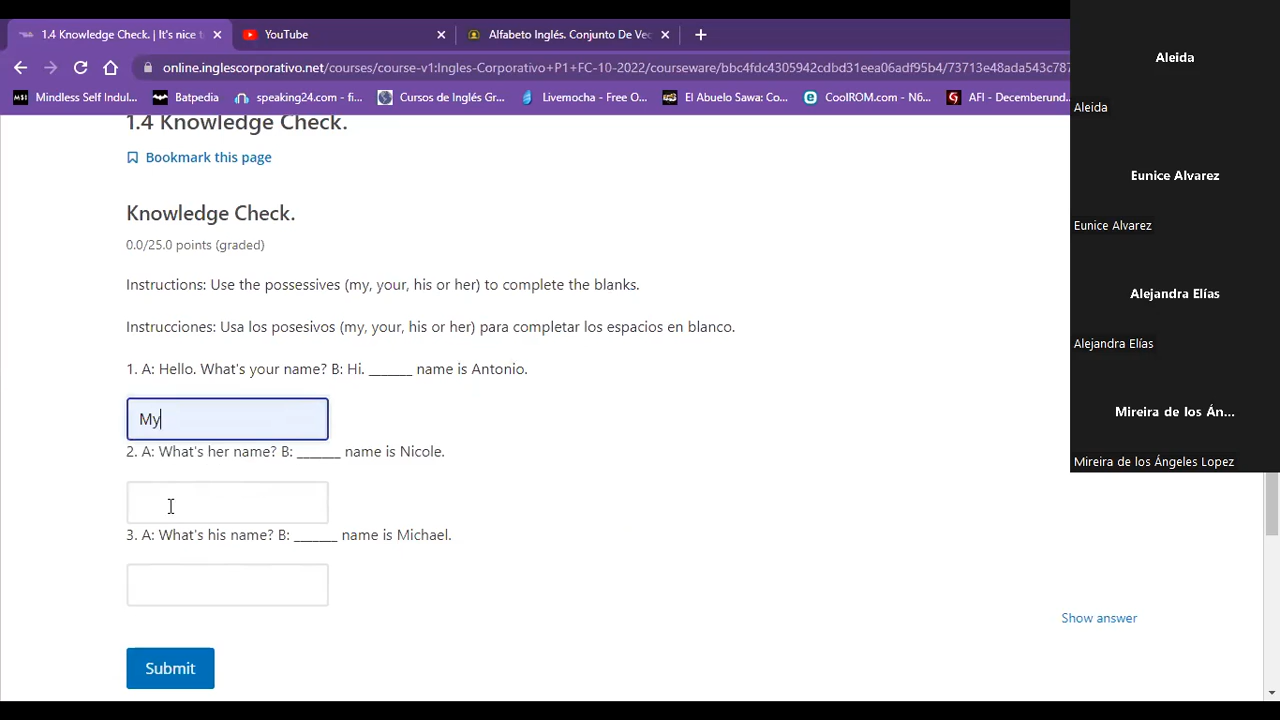 1.4 Knowledge Check. | It's nice t
YouTube
Alfabeto Inglés. Conjunto De Vec
online.inglescorporativo.net/courses/course-v1:Ingles-Corporativo+P1+FC-10-2022/courseware/bbc4fdc4305942cdbd31eea06adf95b4/73713e48ada543c787
Mindless Self Indul...
Batpedia
speaking24.com - fi...
Cursos de Inglés Gr...
Livemocha - Free O...
El Abuelo Sawa: Co...
CoolROM.com - N6...
AFI - Decemberund...
1.4 Knowledge Check.
Bookmark this page
Knowledge Check.
0.0/25.0 points (graded)
Instructions: Use the possessives (my, your, his or her) to complete the blanks.
Instrucciones: Usa los posesivos (my, your, his or her) para completar los espacios en blanco.
1. A: Hello. What's your name? B: Hi. ______ name is Antonio.
My
2. A: What's her name? B: ______ name is Nicole.
3. A: What's his name? B: ______ name is Michael.
Show answer
Submit
Aleida
Aleida
Eunice Alvarez
Eunice Alvarez
Alejandra Elías
Alejandra Elías
Mireira de los Án...
Mireira de los Ángeles Lopez